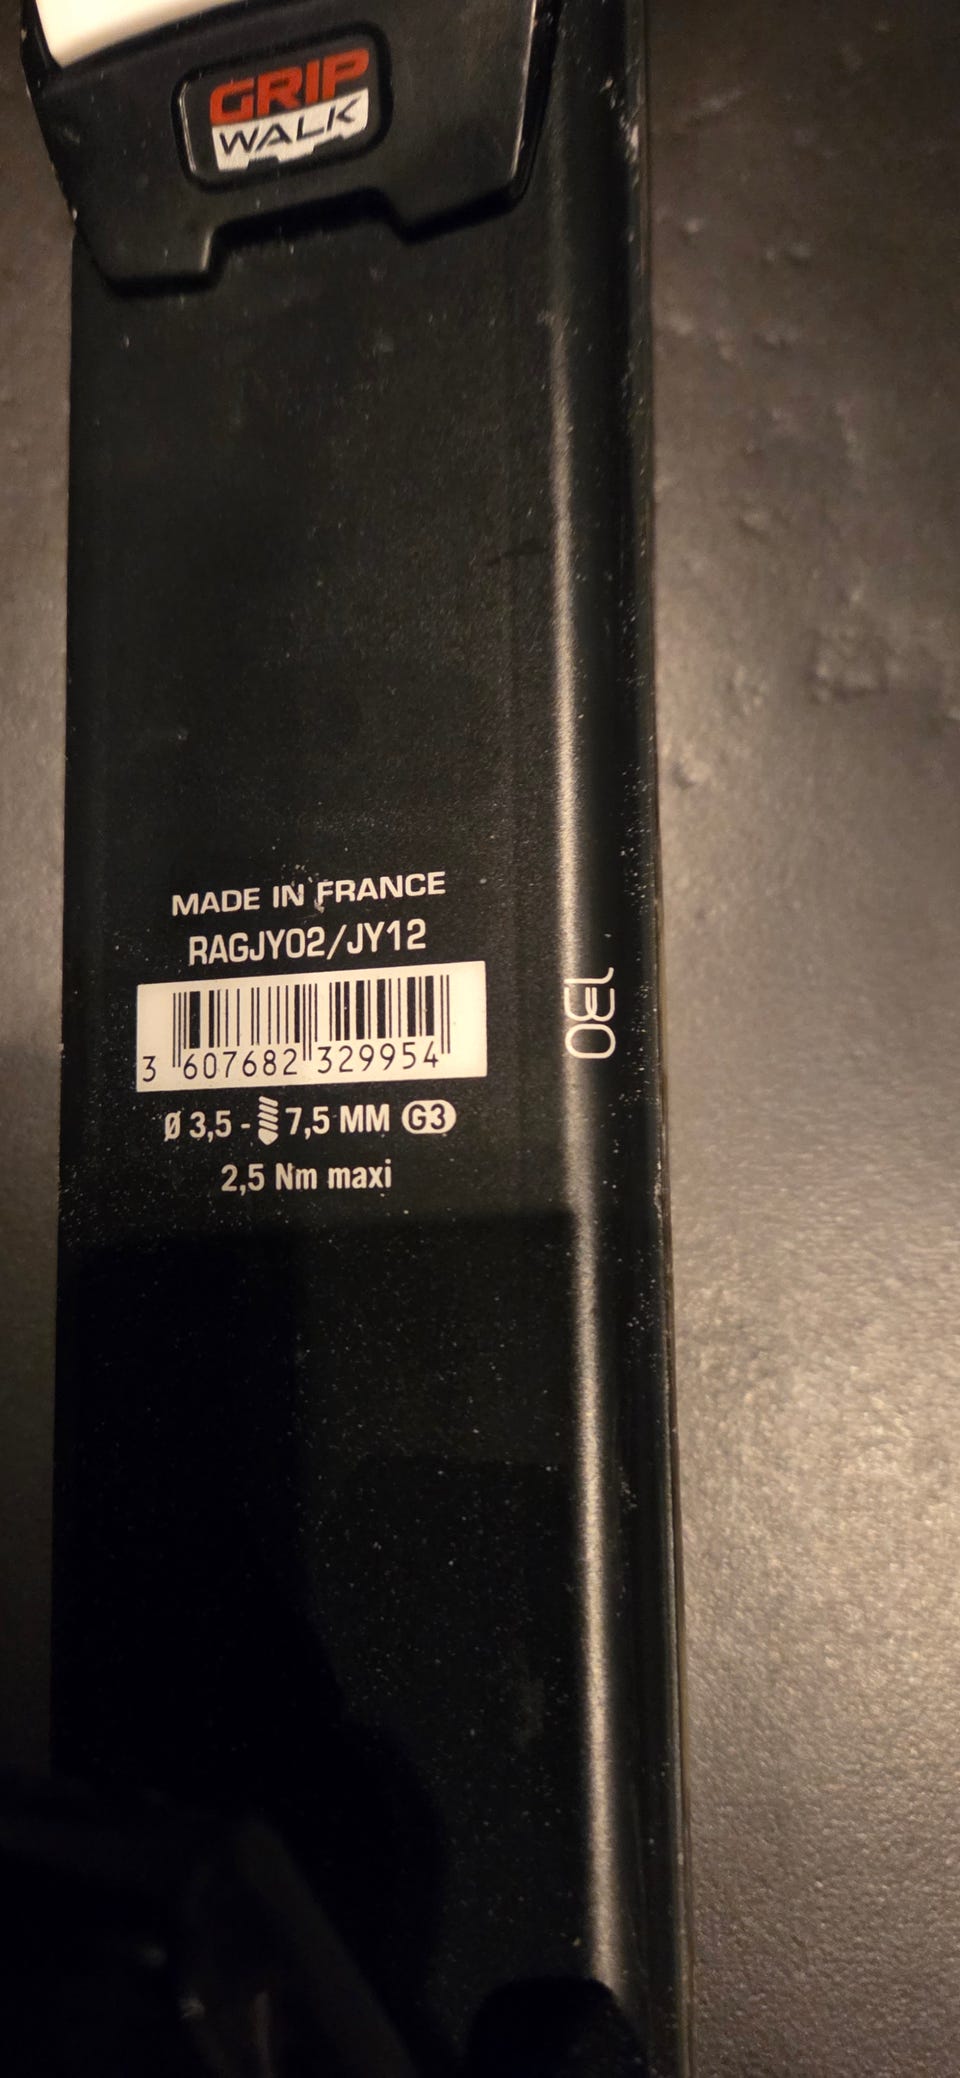 GRIP
WALK
MADE IN FRANCE
RAGJY02/JY12
3 607682 329954
Ø 3,5 - 7,5 MM G3
2,5 Nm maxi
130